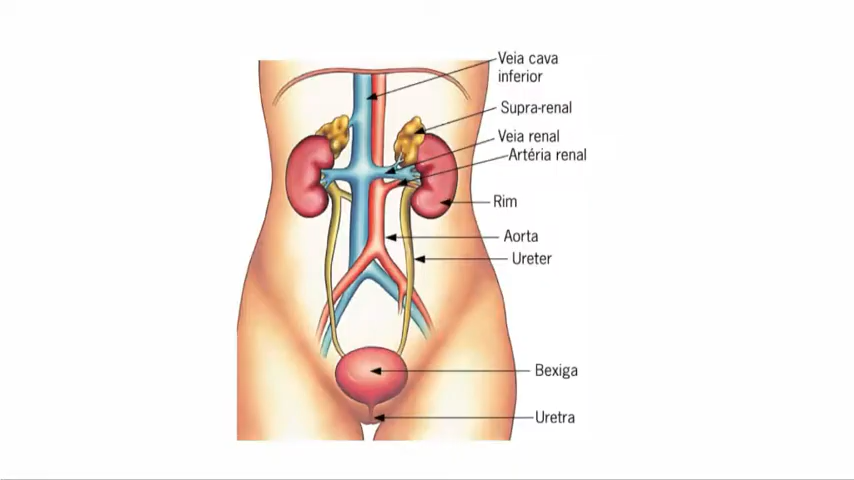 Veia cava
inferior
Supra-renal
Veia renal
Artéria renal
Rim
Aorta
Ureter
Bexiga
Uretra